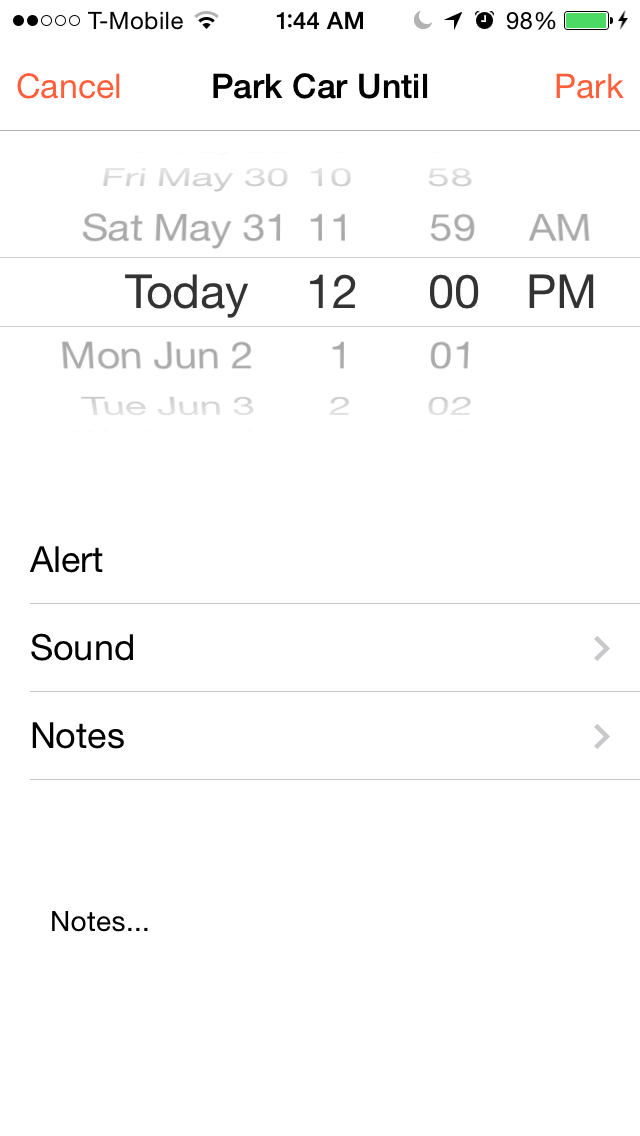 T-Mobile 1:44 AM 98%
Cancel Park Car Until Park
Fri May 30 10 58
Sat May 31 11 59 AM
Today 12 00 PM
Mon Jun 2 1 01
Tue Jun 3 2 02
Alert
Sound
Notes
Notes...